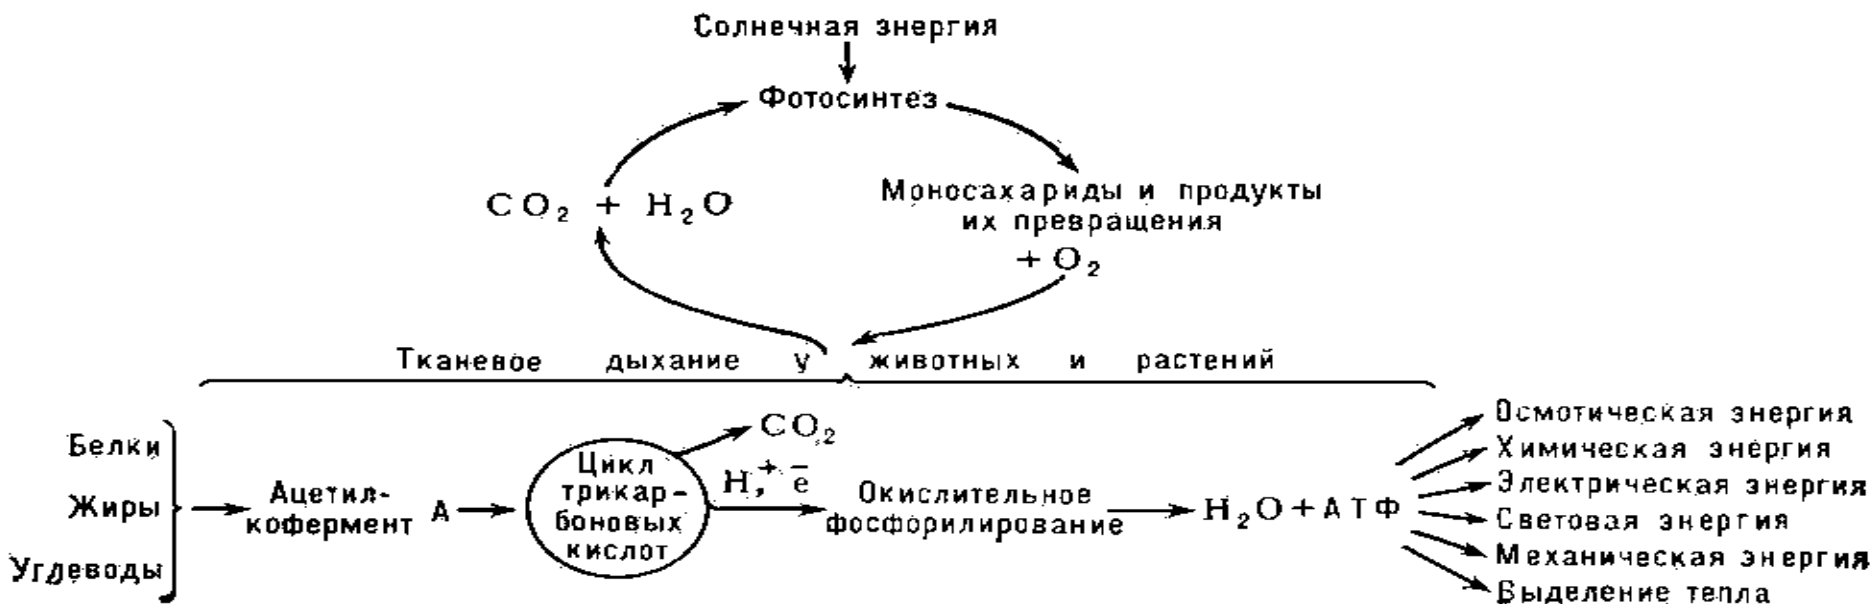 Солнечная энергия
Фотосинтез
CO₂ + H₂O
Моносахариды и продукты
их превращения
+ O₂
Тканевое дыхание у животных и растений
Белки
Жиры
Углеводы
Ацетил-
кофермент А
Цикл
трикар-
боновых
кислот
CO₂
H⁺, e̅
Окислительное
фосфорилирование
H₂O + АТФ
Осмотическая энергия
Химическая энергия
Электрическая энергия
Световая энергия
Механическая энергия
Выделение тепла